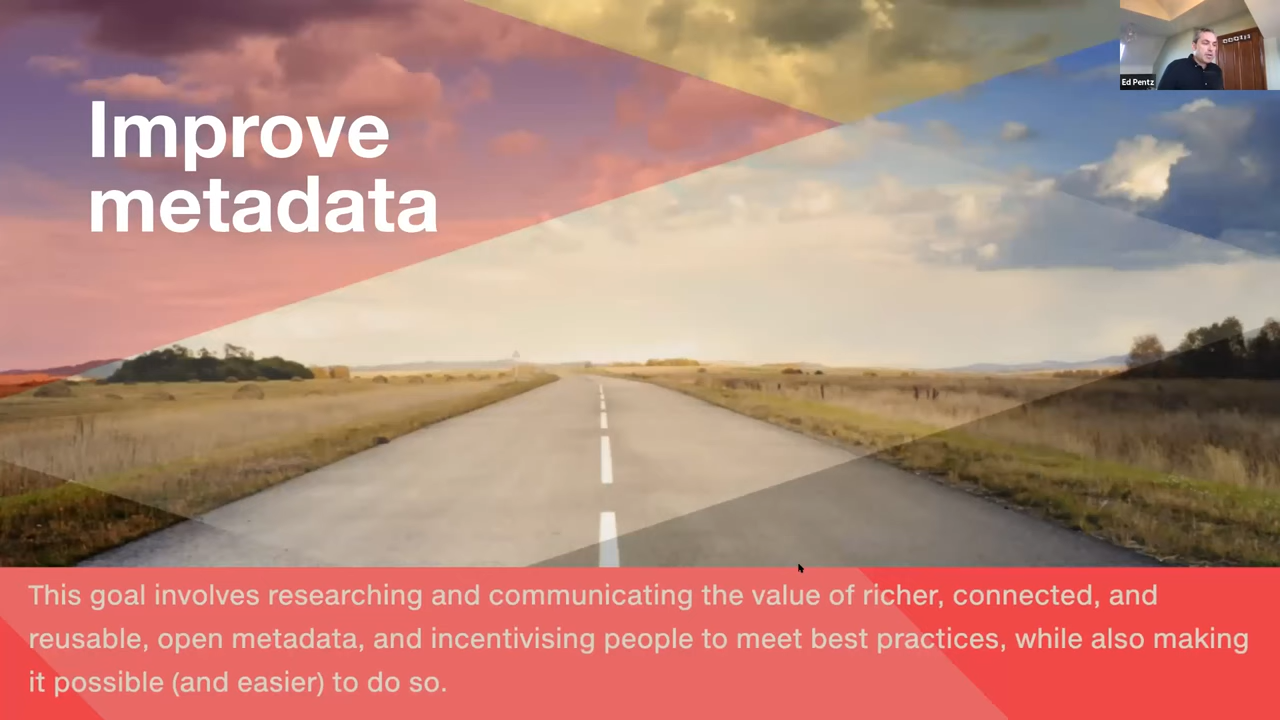 Improve
metadata
Ed Pentz
This goal involves researching and communicating the value of richer, connected, and
reusable, open metadata, and incentivising people to meet best practices, while also making
it possible (and easier) to do so.